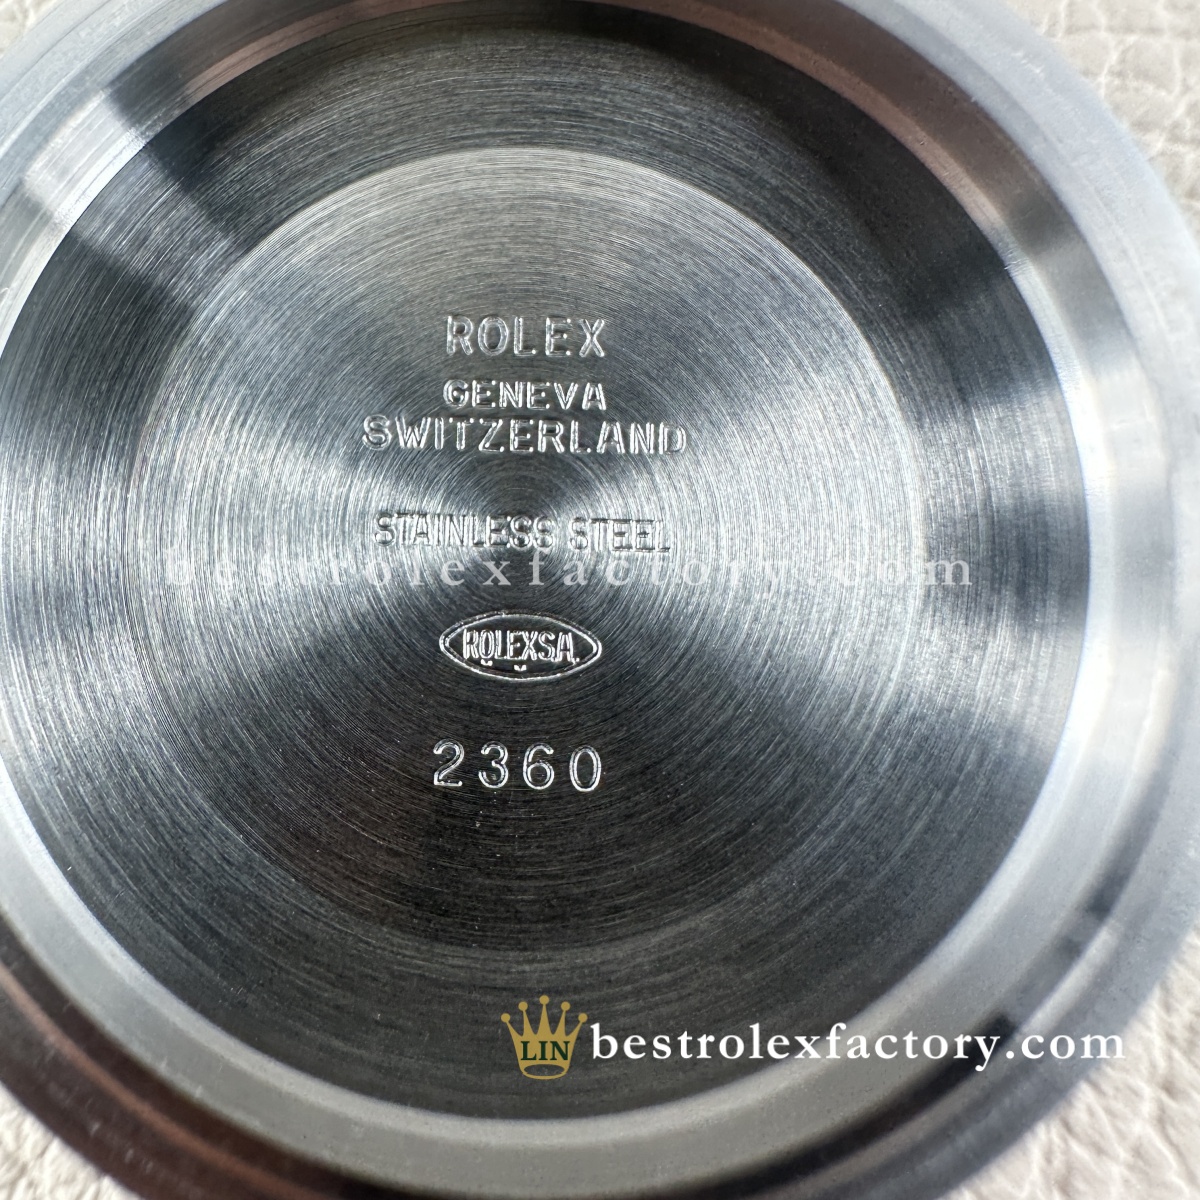 ROLEX
GENEVA
SWITZERLAND
STAINLESS STEEL
bestrolexfactory.com
ROLEXSA.
2360
LIN bestrolexfactory.com